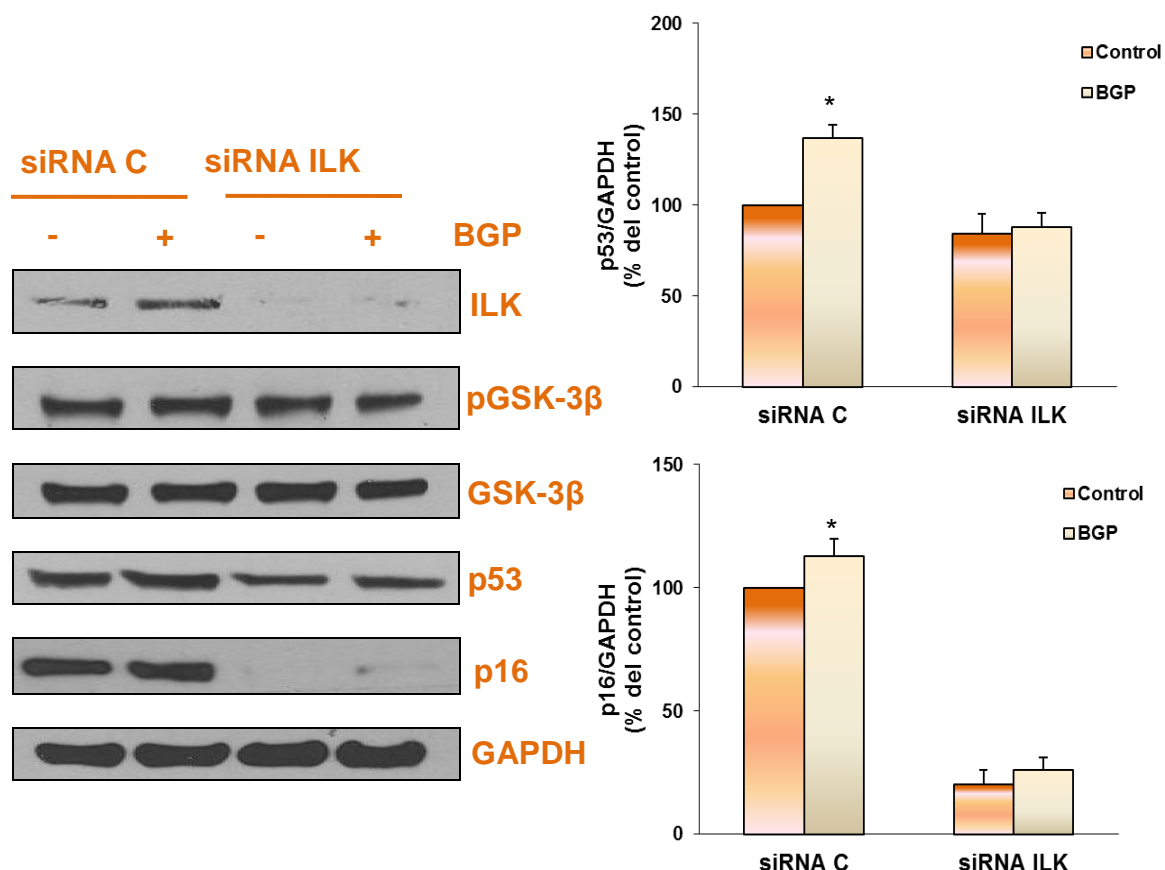 siRNA C siRNA ILK
- + - + BGP
ILK
pGSK-3β
GSK-3β
p53
p16
GAPDH
200
150
100
50
0
p53/GAPDH
(% del control)
*
Control
BGP
siRNA C siRNA ILK
150
100
50
0
p16/GAPDH
(% del control)
*
Control
BGP
siRNA C siRNA ILK